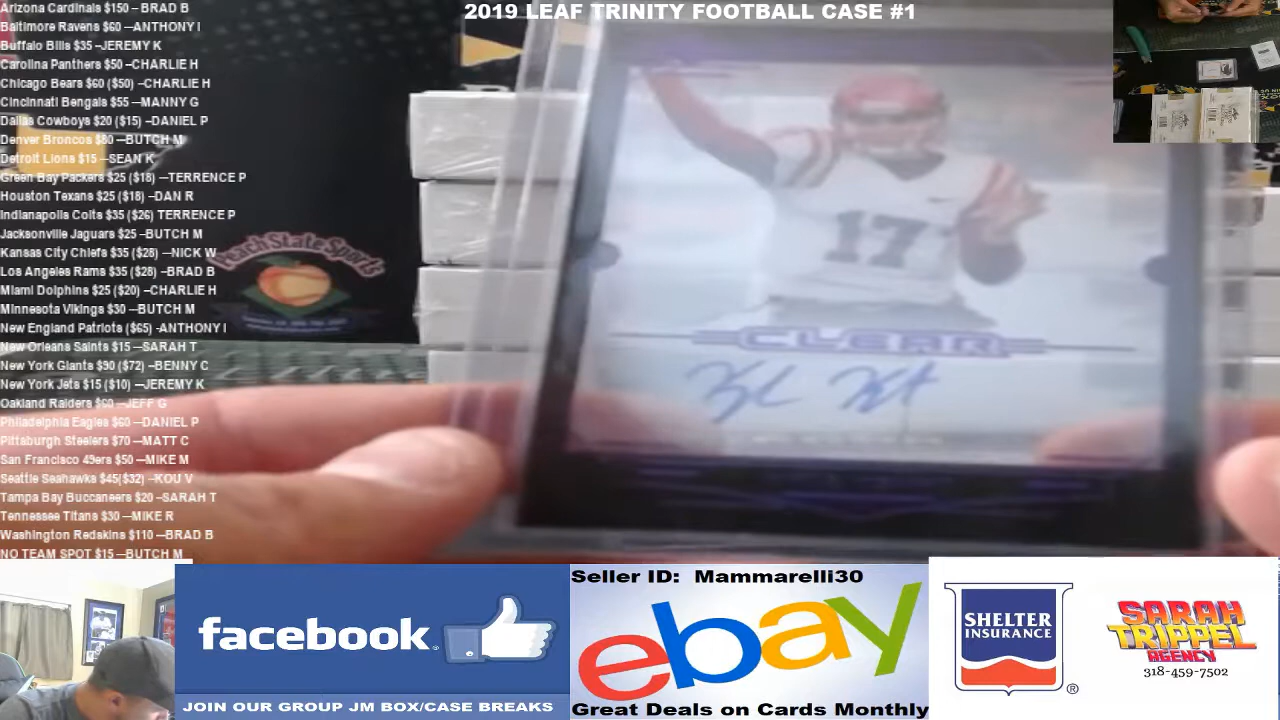 2019 LEAF TRINITY FOOTBALL CASE #1
Arizona Cardinals $150 – BRAD B
Baltimore Ravens $60 –ANTHONY I
Buffalo Bills $35 –JEREMY K
Carolina Panthers $50 –CHARLIE H
Chicago Bears $60 ($50) –CHARLIE H
Cincinnati Bengals $55 –MANNY G
Dallas Cowboys $20 ($15) –DANIEL P
Denver Broncos $80 –BUTCH M
Detroit Lions $15 –SEAN K
Green Bay Packers $25 ($18) –TERRENCE P
Houston Texans $25 ($18) –DAN R
Indianapolis Colts $35 ($26) TERRENCE P
Jacksonville Jaguars $25 –BUTCH M
Kansas City Chiefs $35 ($28) –NICK W
Los Angeles Rams $35 ($28) –BRAD B
Miami Dolphins $25 ($20) –CHARLIE H
Minnesota Vikings $30 –BUTCH M
New England Patriots ($65) -ANTHONY I
New Orleans Saints $15 –SARAH T
New York Giants $90 ($72) –BENNY C
New York Jets $15 ($10) –JEREMY K
Oakland Raiders $60 –JEFF G
Philadelphia Eagles $60 –DANIEL P
Pittsburgh Steelers $70 –MATT C
San Francisco 49ers $50 –MIKE M
Seattle Seahawks $45($32) –KOU V
Tampa Bay Buccaneers $20 –SARAH T
Tennessee Titans $30 –MIKE R
Washington Redskins $110 –BRAD B
NO TEAM SPOT $15 –BUTCH M
Peach State Sports
17
CLEAR
facebook
JOIN OUR GROUP JM BOX/CASE BREAKS
Seller ID: Mammarelli30
ebay
Great Deals on Cards Monthly
SHELTER
INSURANCE
®
SARAH
TRIPPEL
AGENCY
318-459-7502